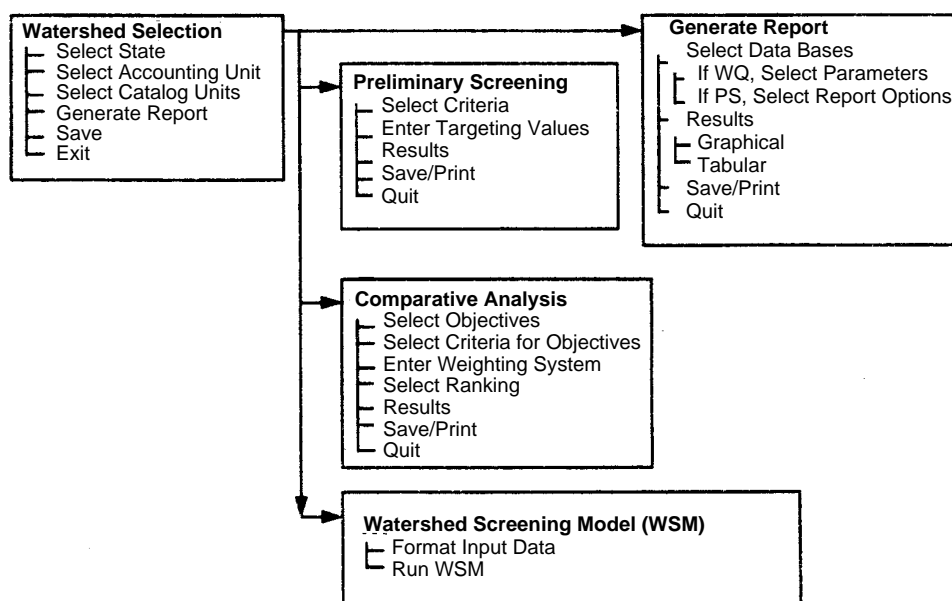 Watershed Selection
Select State
Select Accounting Unit
Select Catalog Units
Generate Report
Save
Exit
Preliminary Screening
Select Criteria
Enter Targeting Values
Results
Save/Print
Quit
Generate Report
Select Data Bases
If WQ, Select Parameters
If PS, Select Report Options
Results
Graphical
Tabular
Save/Print
Quit
Comparative Analysis
Select Objectives
Select Criteria for Objectives
Enter Weighting System
Select Ranking
Results
Save/Print
Quit
Watershed Screening Model (WSM)
Format Input Data
Run WSM